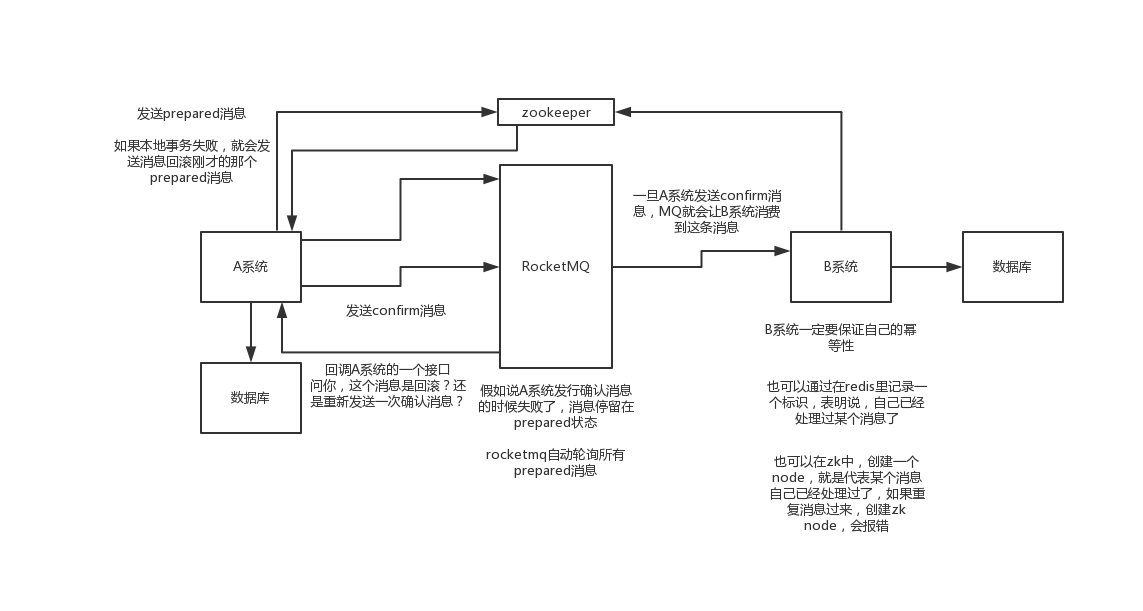 发送prepared消息
如果本地事务失败，就会发
送消息回滚刚才的那个
prepared消息
zookeeper
一旦A系统发送confirm消
息，MQ就会让B系统消费
到这条消息
A系统
RocketMQ
B系统
数据库
发送confirm消息
B系统一定要保证自己的幂
等性
数据库
回调A系统的一个接口
问你，这个消息是回滚？还
是重新发送一次确认消息？
假如说A系统发行确认消息
的时候失败了，消息停留在
prepared状态
rocketmq自动轮询所有
prepared消息
也可以通过在redis里记录一
个标识，表明说，自己已经
处理过某个消息了
也可以在zk中，创建一个
node，就是代表某个消息
自己已经处理过了，如果重
复消息过来，创建zk
node，会报错